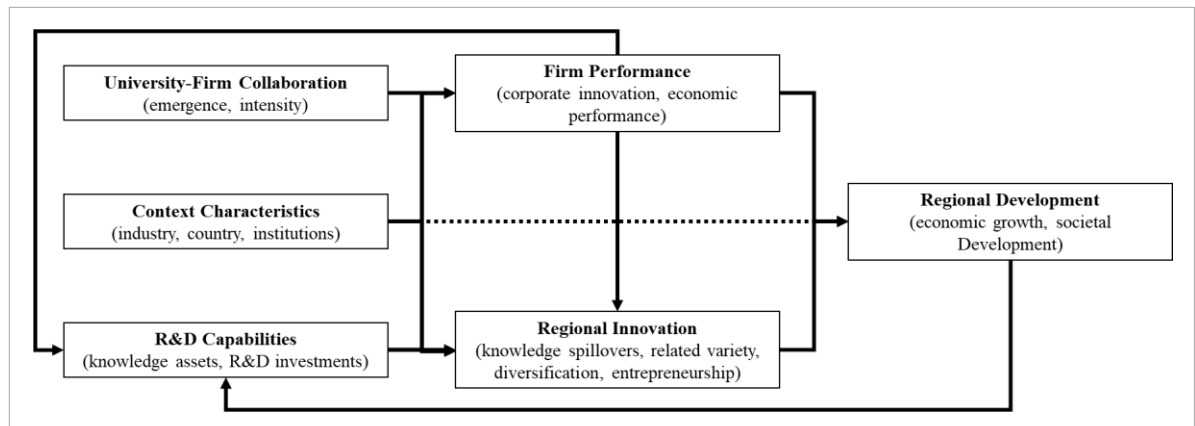 University-Firm Collaboration
(emergence, intensity)
Firm Performance
(corporate innovation, economic
performance)
Context Characteristics
(industry, country, institutions)
Regional Development
(economic growth, societal
Development)
R&D Capabilities
(knowledge assets, R&D investments)
Regional Innovation
(knowledge spillovers, related variety,
diversification, entrepreneurship)